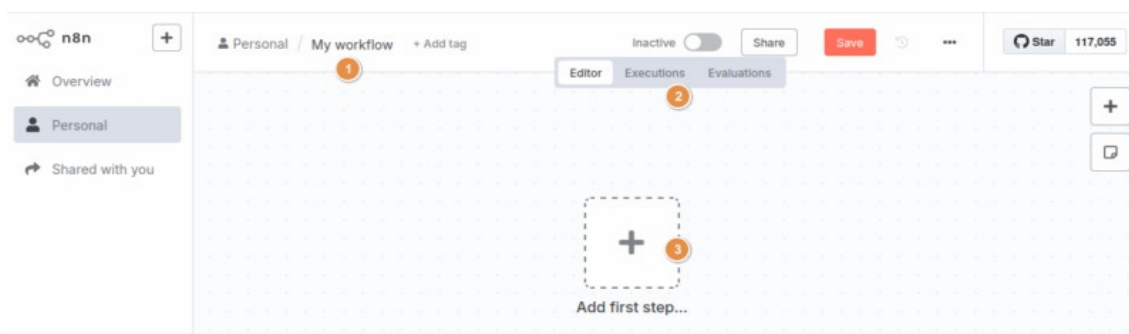 n8n
Personal / My workflow + Add tag
Inactive Share Save ••• Star 117,055
1
Editor Executions Evaluations
2
Overview
Personal
Shared with you
3
Add first step...